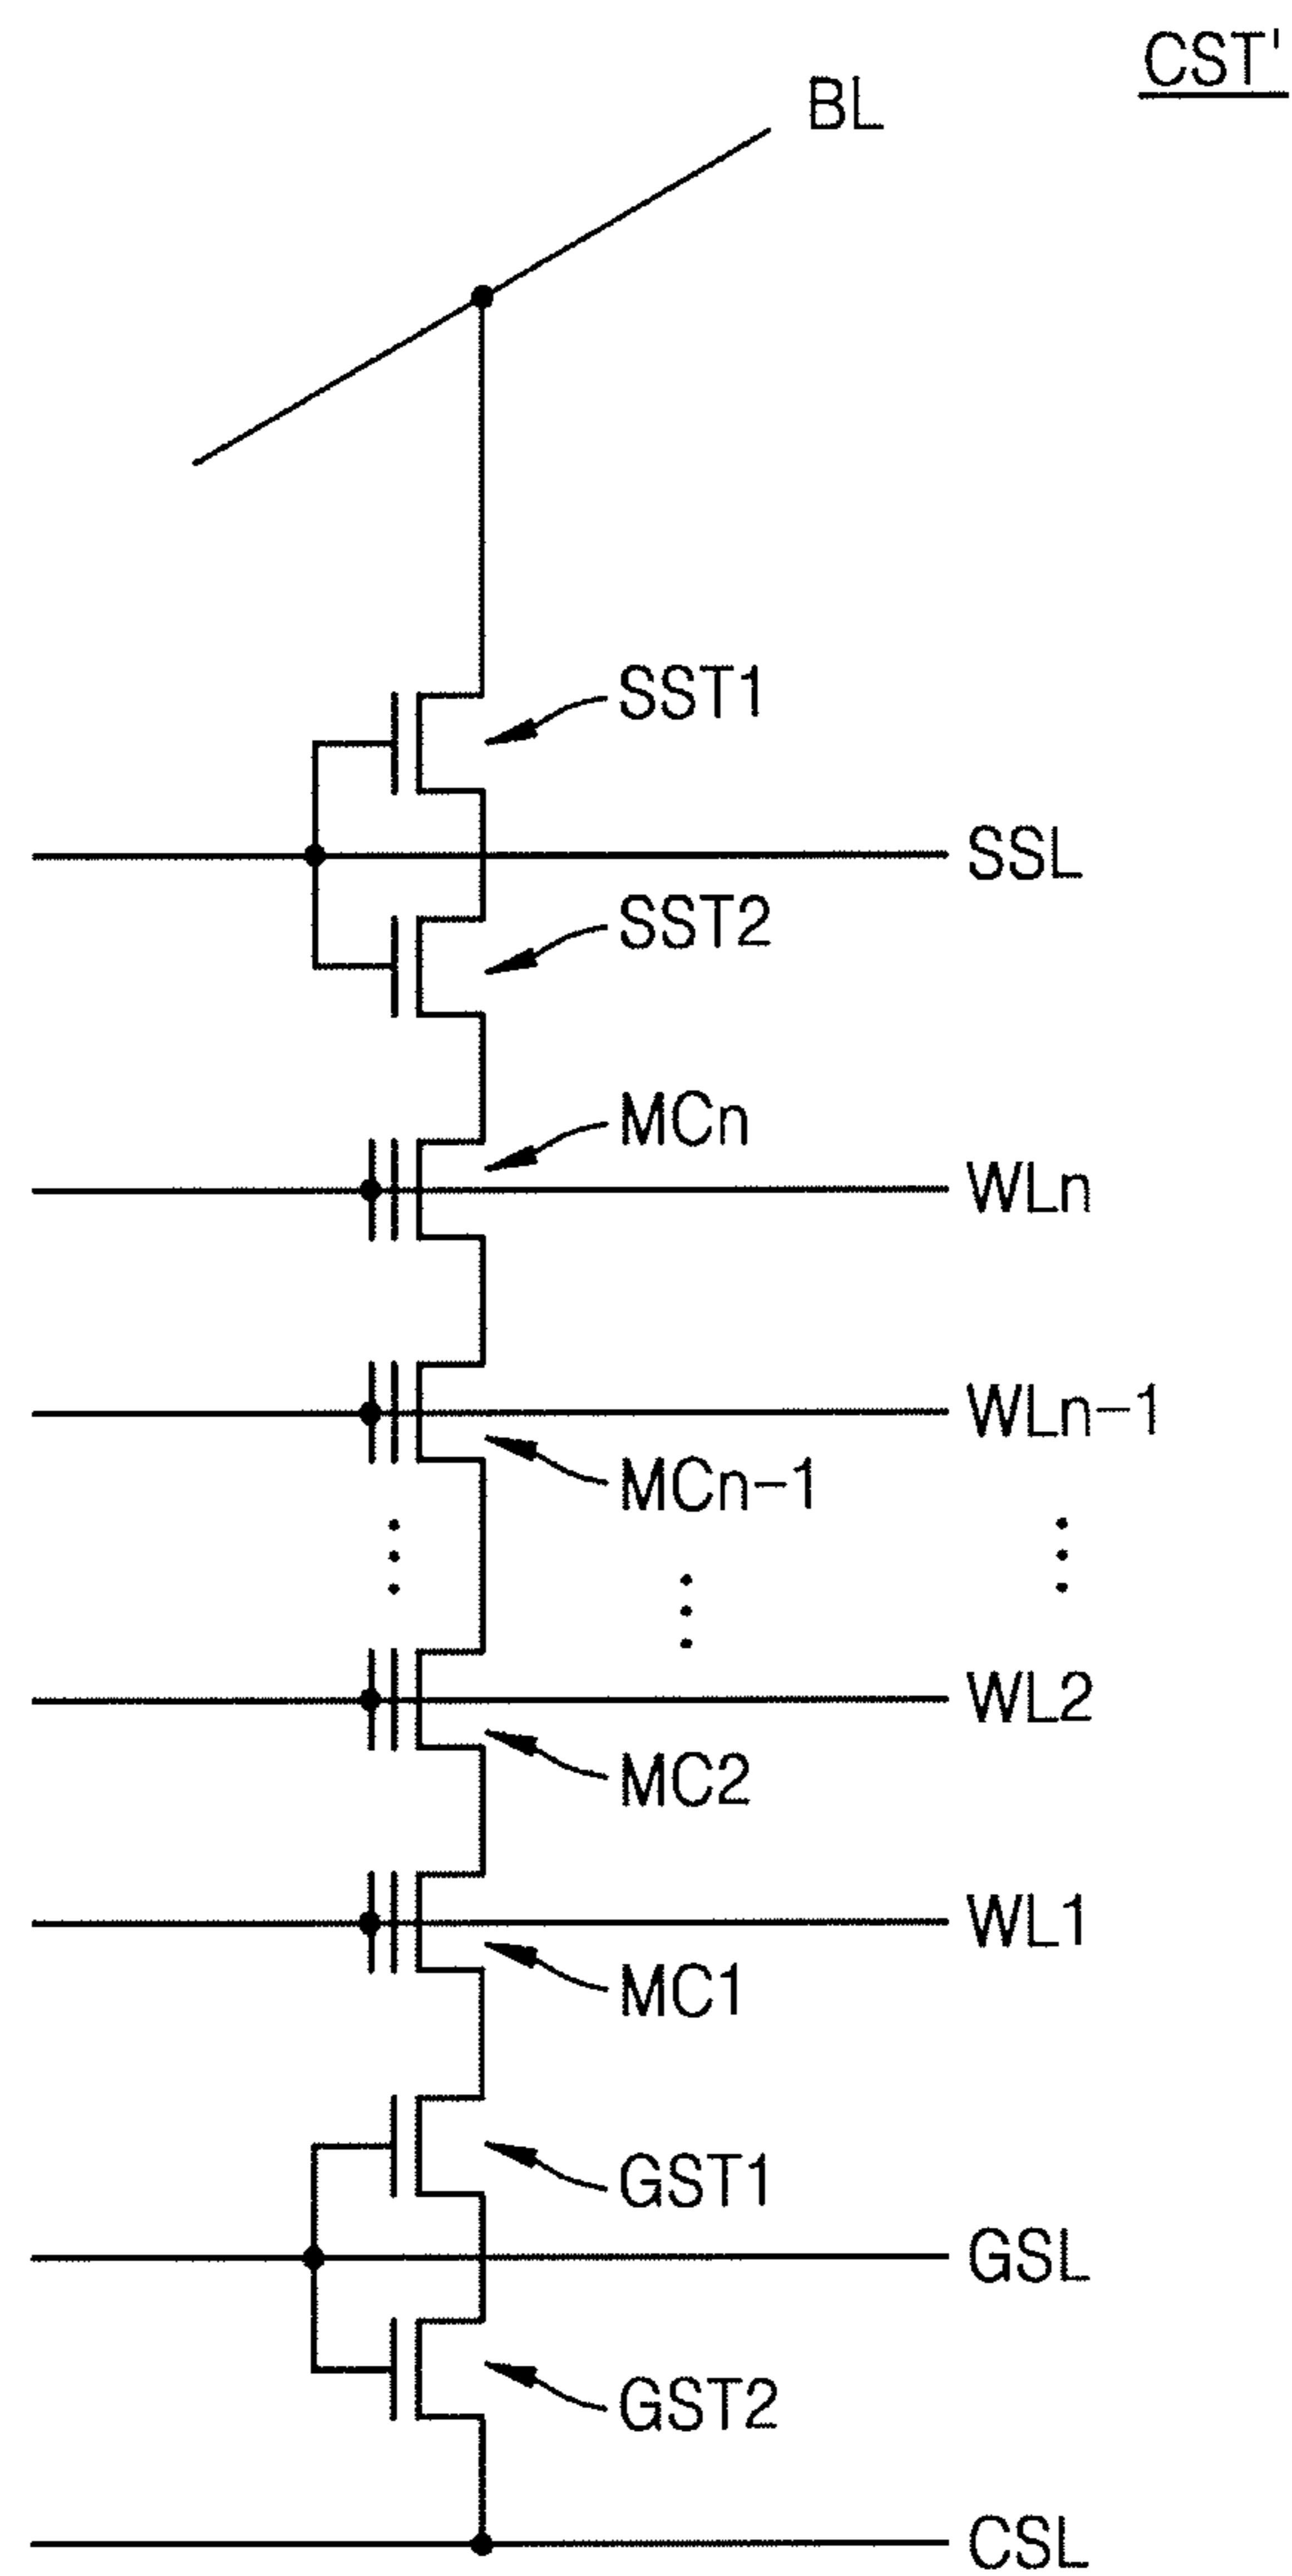 CST'
BL
SST1
SSL
SST2
MCn
WLn
WLn-1
MCn-1
WL2
MC2
WL1
MC1
GST1
GSL
GST2
CSL